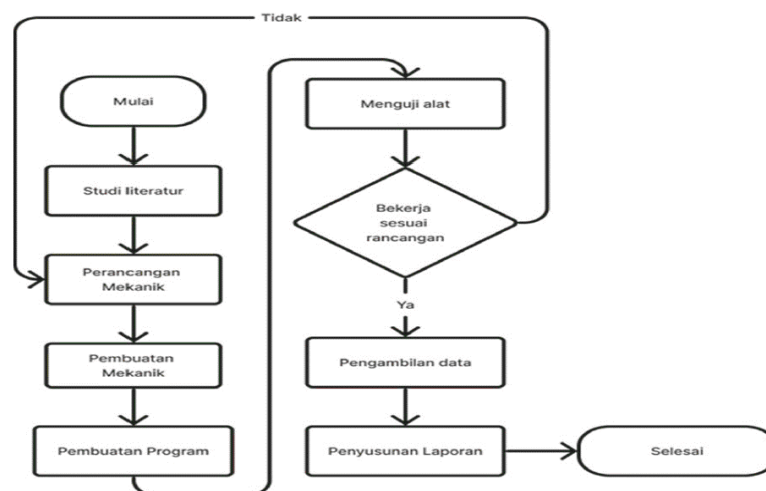 Tidak
Mulai
Studi literatur
Perancangan
Mekanik
Pembuatan
Mekanik
Pembuatan Program
Menguji alat
Bekerja
sesuai
rancangan
Ya
Pengambilan data
Penyusunan Laporan
Selesai